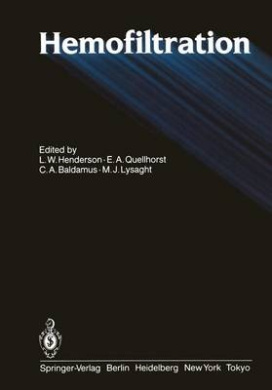 Hemofiltration
Edited by
L.W. Henderson · E. A. Quellhorst
C. A. Baldamus · M. J. Lysaght
Springer-Verlag Berlin Heidelberg New York Tokyo